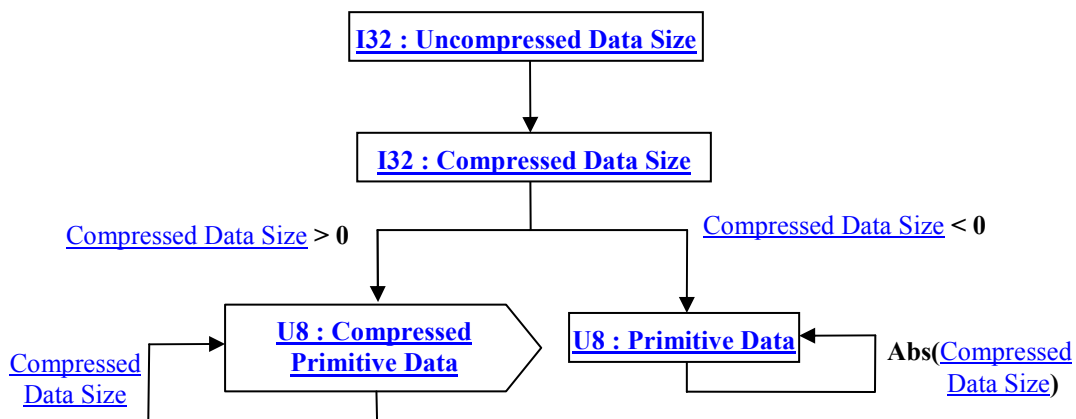 I32 : Uncompressed Data Size
I32 : Compressed Data Size
Compressed Data Size > 0
Compressed Data Size < 0
U8 : Compressed
Primitive Data
U8 : Primitive Data
Compressed
Data Size
Abs(Compressed
Data Size)